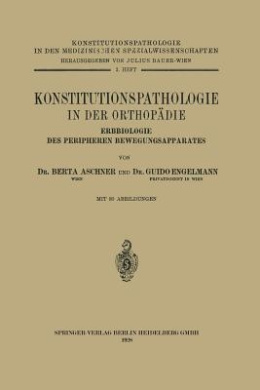 KONSTITUTIONSPATHOLOGIE
IN DEN MEDIZINISCHEN SPEZIALWISSENSCHAFTEN
HERAUSGEGEBEN VON JULIUS BAUER-WIEN
3. HEFT
KONSTITUTIONSPATHOLOGIE
IN DER ORTHOPÄDIE
ERBBIOLOGIE
DES PERIPHEREN BEWEGUNGSAPPARATES
VON
DR. BERTA ASCHNER UND DR. GUIDO ENGELMANN
WIEN PRIVATDOZENT IN WIEN
MIT 80 ABBILDUNGEN
SPRINGER-VERLAG BERLIN HEIDELBERG GMBH
1928